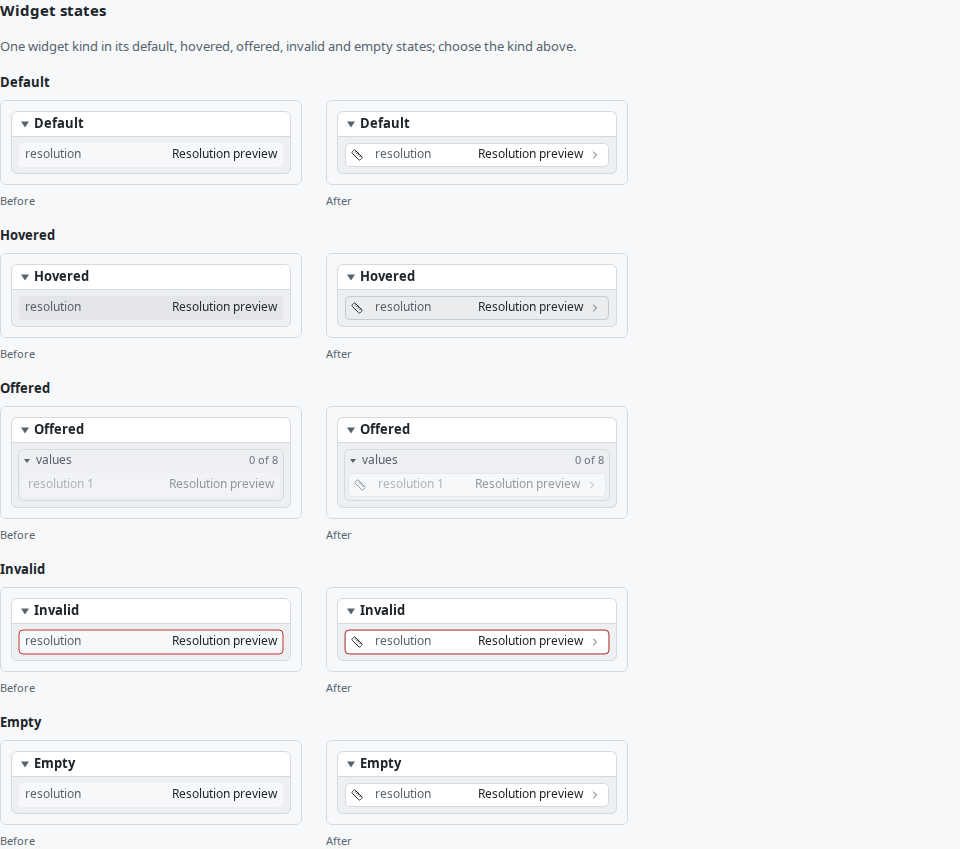 Widget states
One widget kind in its default, hovered, offered, invalid and empty states; choose the kind above.
Default
Default
resolution Resolution preview
Before
Default
resolution Resolution preview
After
Hovered
Hovered
resolution Resolution preview
Before
Hovered
resolution Resolution preview
After
Offered
Offered
values 0 of 8
resolution 1 Resolution preview
Before
Offered
values 0 of 8
resolution 1 Resolution preview
After
Invalid
Invalid
resolution Resolution preview
Before
Invalid
resolution Resolution preview
After
Empty
Empty
resolution Resolution preview
Before
Empty
resolution Resolution preview
After